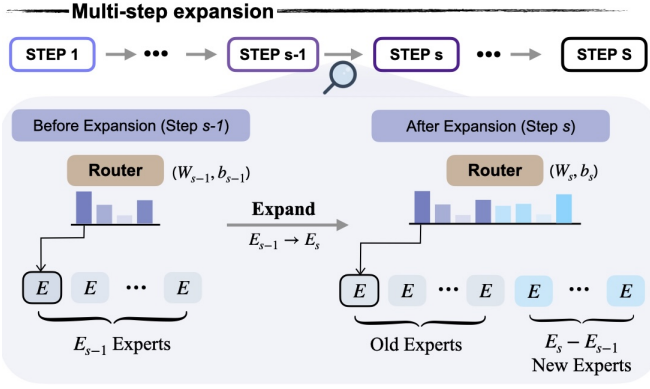 Multi-step expansion
STEP 1 ••• STEP s-1 STEP s ••• STEP S
Before Expansion (Step s-1) After Expansion (Step s)
Router (W_{s-1}, b_{s-1}) Router (W_s, b_s)
Expand
E_{s-1} → E_s
E E ••• E E E ••• E E ••• E
E_{s-1} Experts Old Experts E_s − E_{s-1}
New Experts